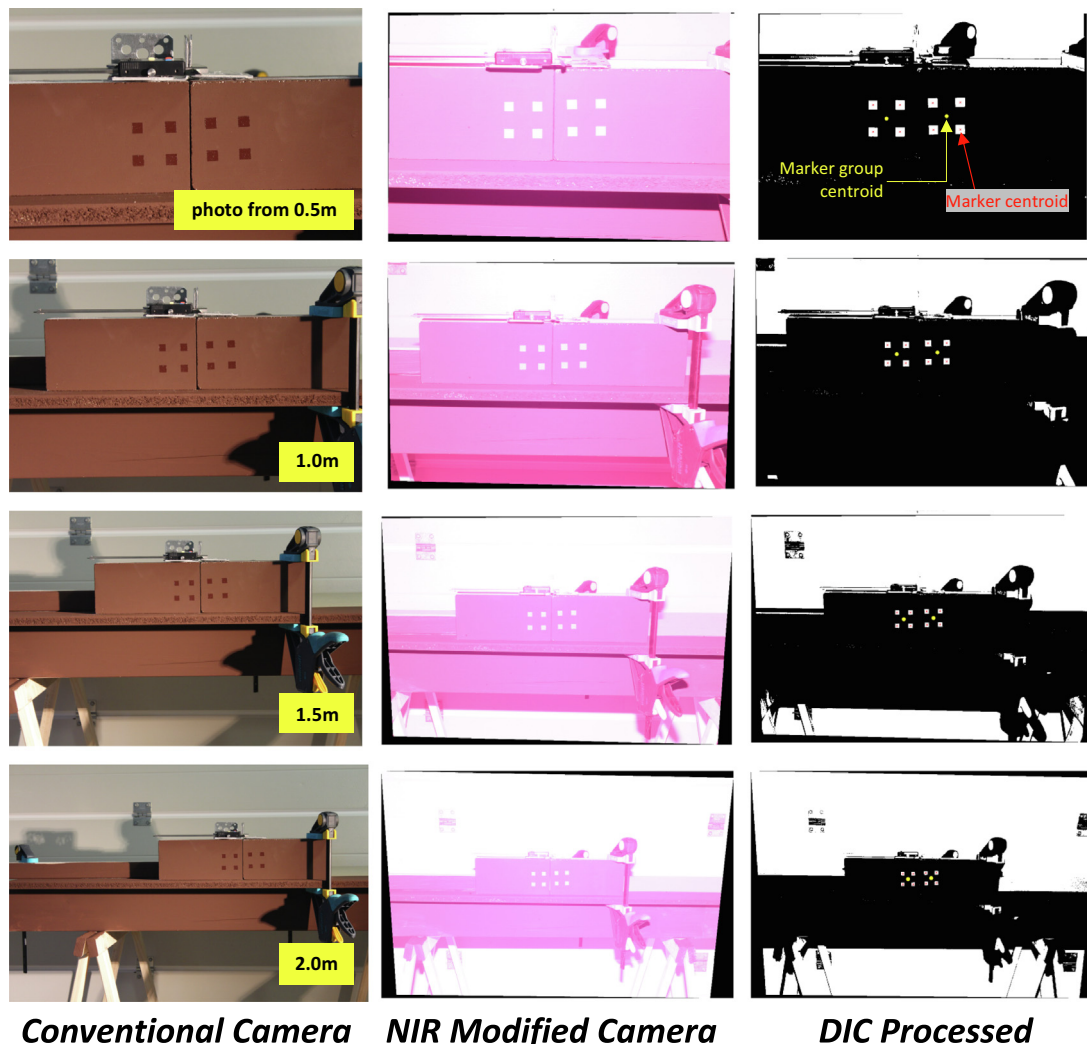 Marker group
centroid
Marker centroid
photo from 0.5m
1.0m
1.5m
2.0m
Conventional Camera
NIR Modified Camera
DIC Processed